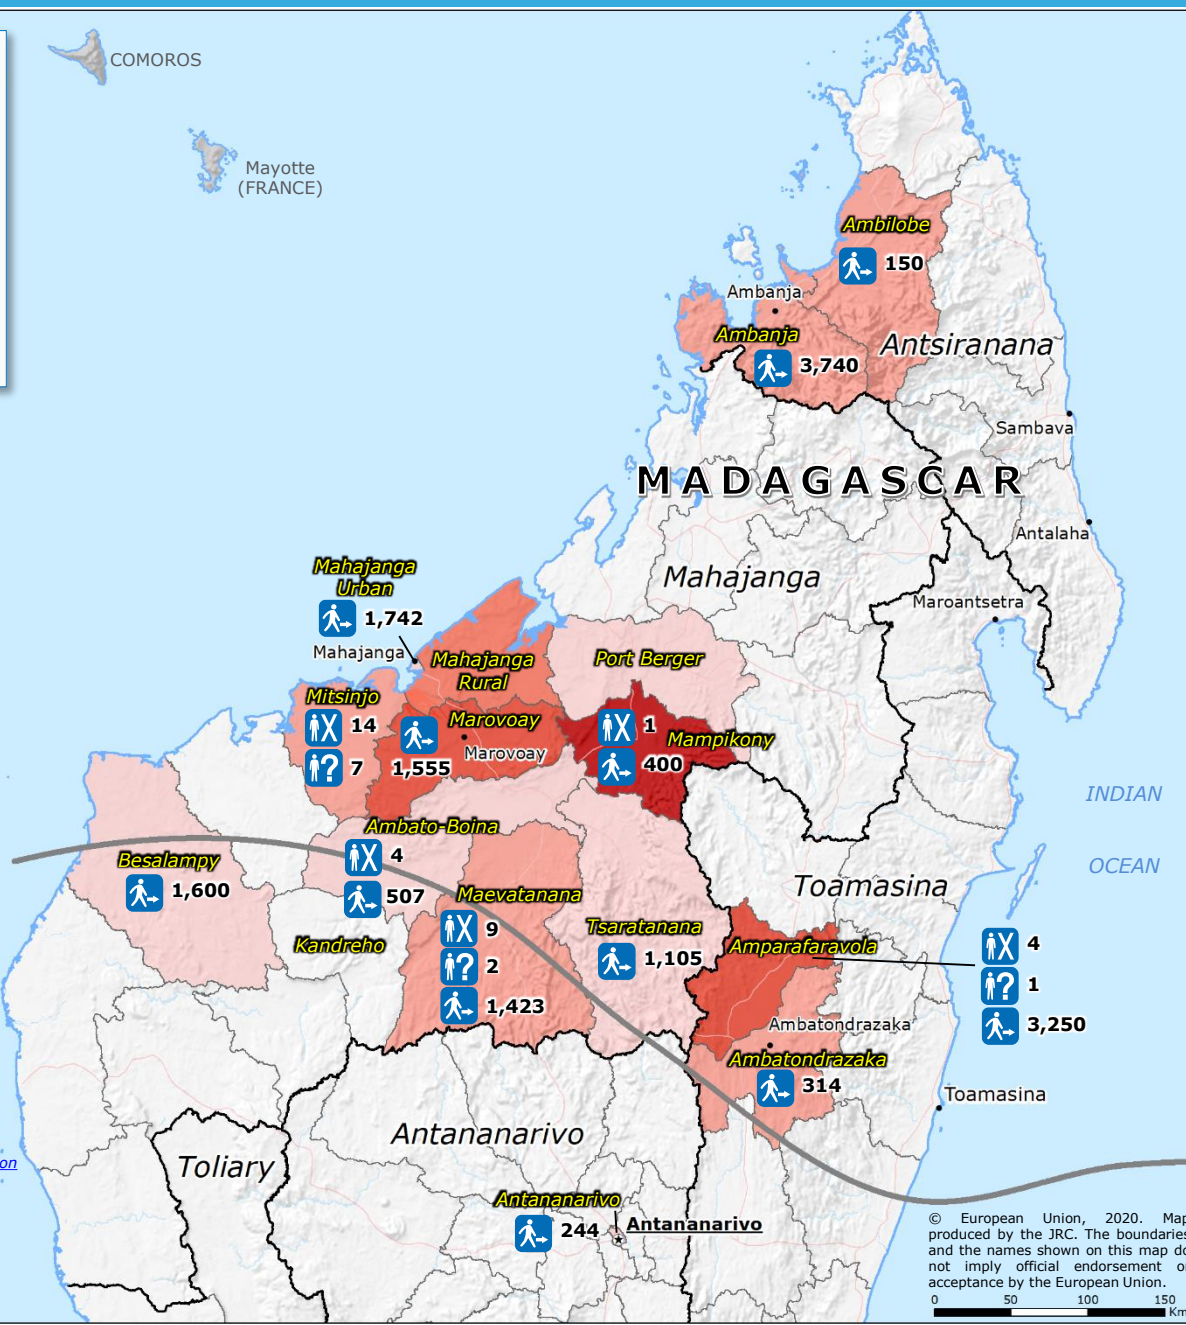 COMOROS
Mayotte
(FRANCE)
Ambilobe
150
Ambanja
Ambanja
3,740
Antsiranana
Sambava
MADAGASCAR
Antalaha
Mahajanga
Urban
1,742
Mahajanga
Maroantsetra
Mahajanga
Mahajanga
Rural
Port Berger
Mitsinjo
14
7
Marovoay
Marovoay
1,555
1
Mampikony
400
INDIAN
OCEAN
Ambato-Boina
4
507
Besalampy
1,600
Toamasina
Maevatanana
9
2
1,423
Kandreho
Tsaratanana
1,105
Amparafaravola
4
1
3,250
Ambatondrazaka
Ambatondrazaka
314
Toamasina
Antananarivo
Toliary
on
Antananarivo
244
Antananarivo
© European Union, 2020. Map
produced by the JRC. The boundaries
and the names shown on this map do
not imply official endorsement or
acceptance by the European Union.
0 50 100 150
Km